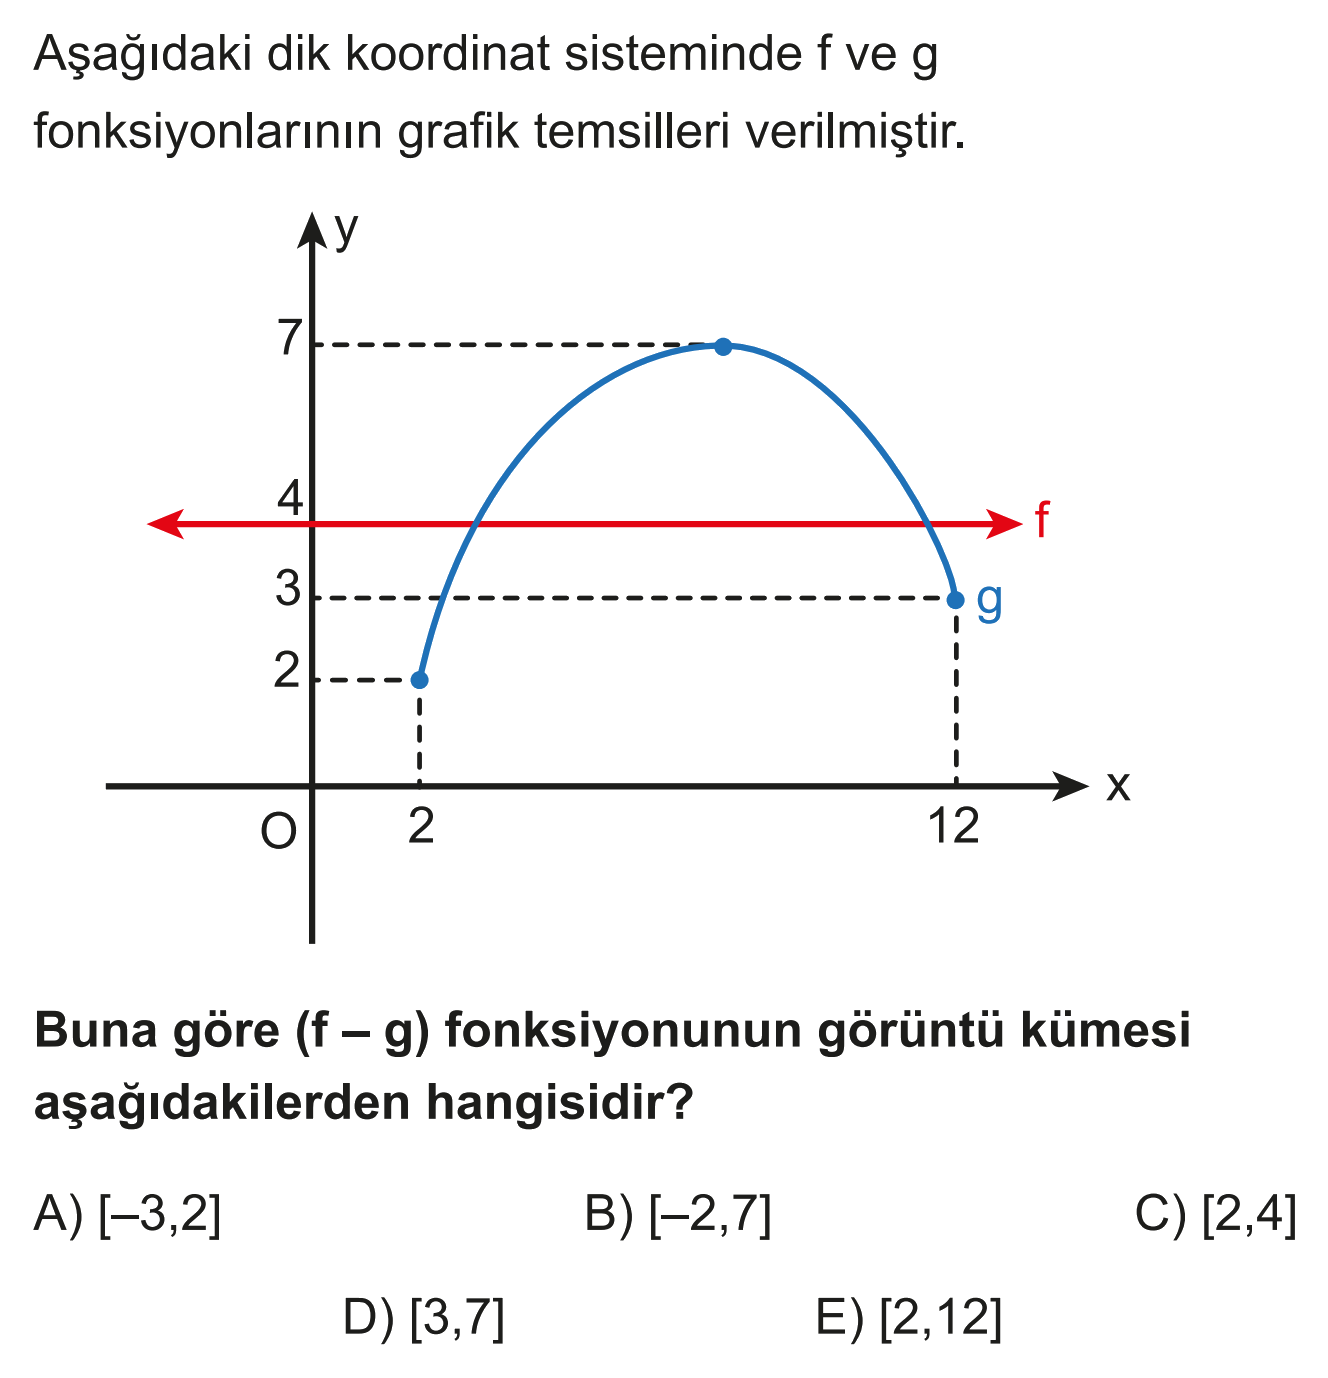 Aşağıdaki dik koordinat sisteminde f ve g
fonksiyonlarının grafik temsilleri verilmiştir.
y
7
4
f
3
g
2
x
O
2
12
Buna göre (f – g) fonksiyonunun görüntü kümesi
aşağıdakilerden hangisidir?
A) [–3,2] B) [–2,7] C) [2,4]
D) [3,7] E) [2,12]